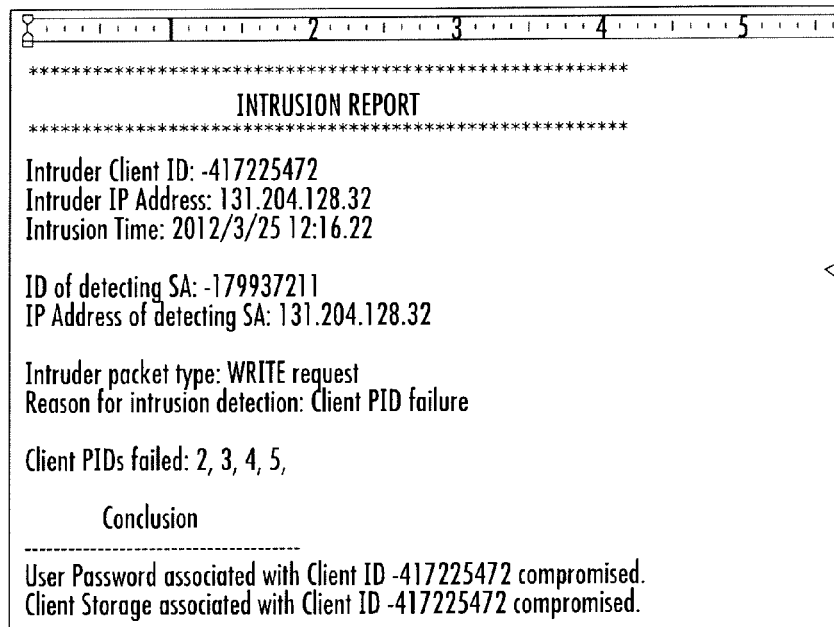 1 2 3 4 5
******************************************************
INTRUSION REPORT
******************************************************
Intruder Client ID: -417225472
Intruder IP Address: 131.204.128.32
Intrusion Time: 2012/3/25 12:16.22
ID of detecting SA: -179937211
IP Address of detecting SA: 131.204.128.32
Intruder packet type: WRITE request
Reason for intrusion detection: Client PID failure
Client PIDs failed: 2, 3, 4, 5,
Conclusion
--------------------------------------
User Password associated with Client ID -417225472 compromised.
Client Storage associated with Client ID -417225472 compromised.